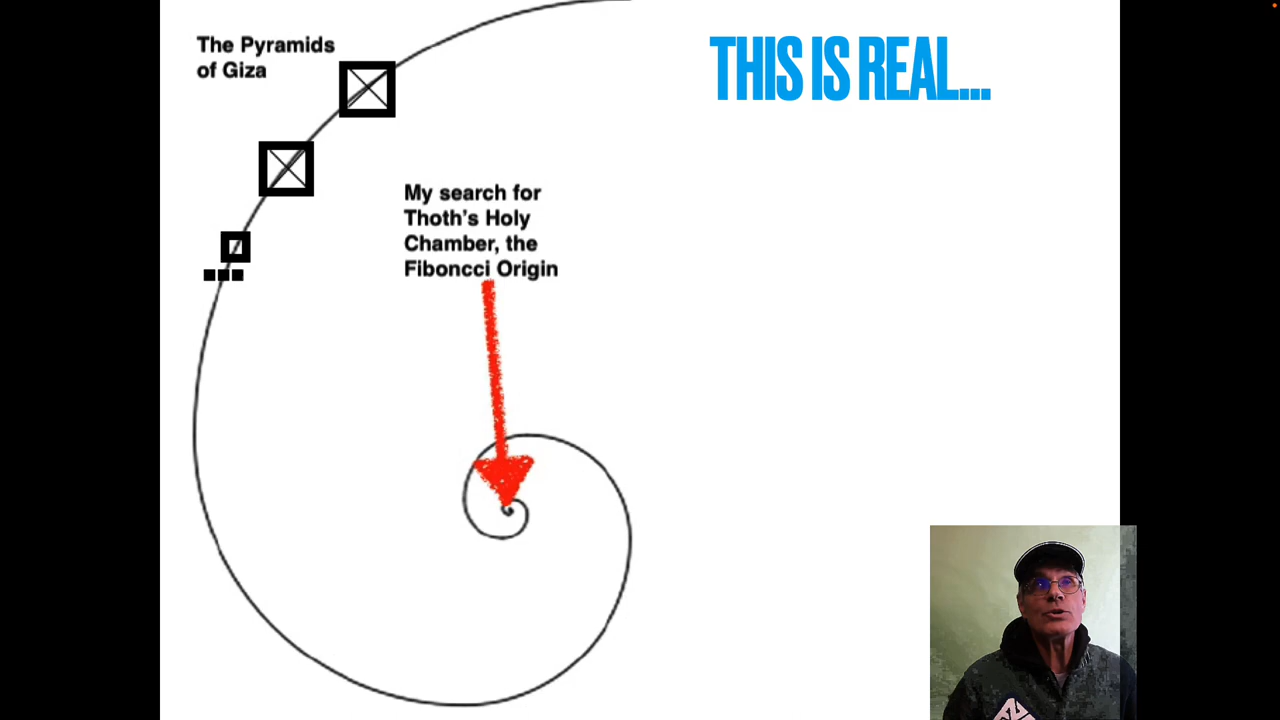 The Pyramids
of Giza
THIS IS REAL...
My search for
Thoth's Holy
Chamber, the
Fiboncci Origin